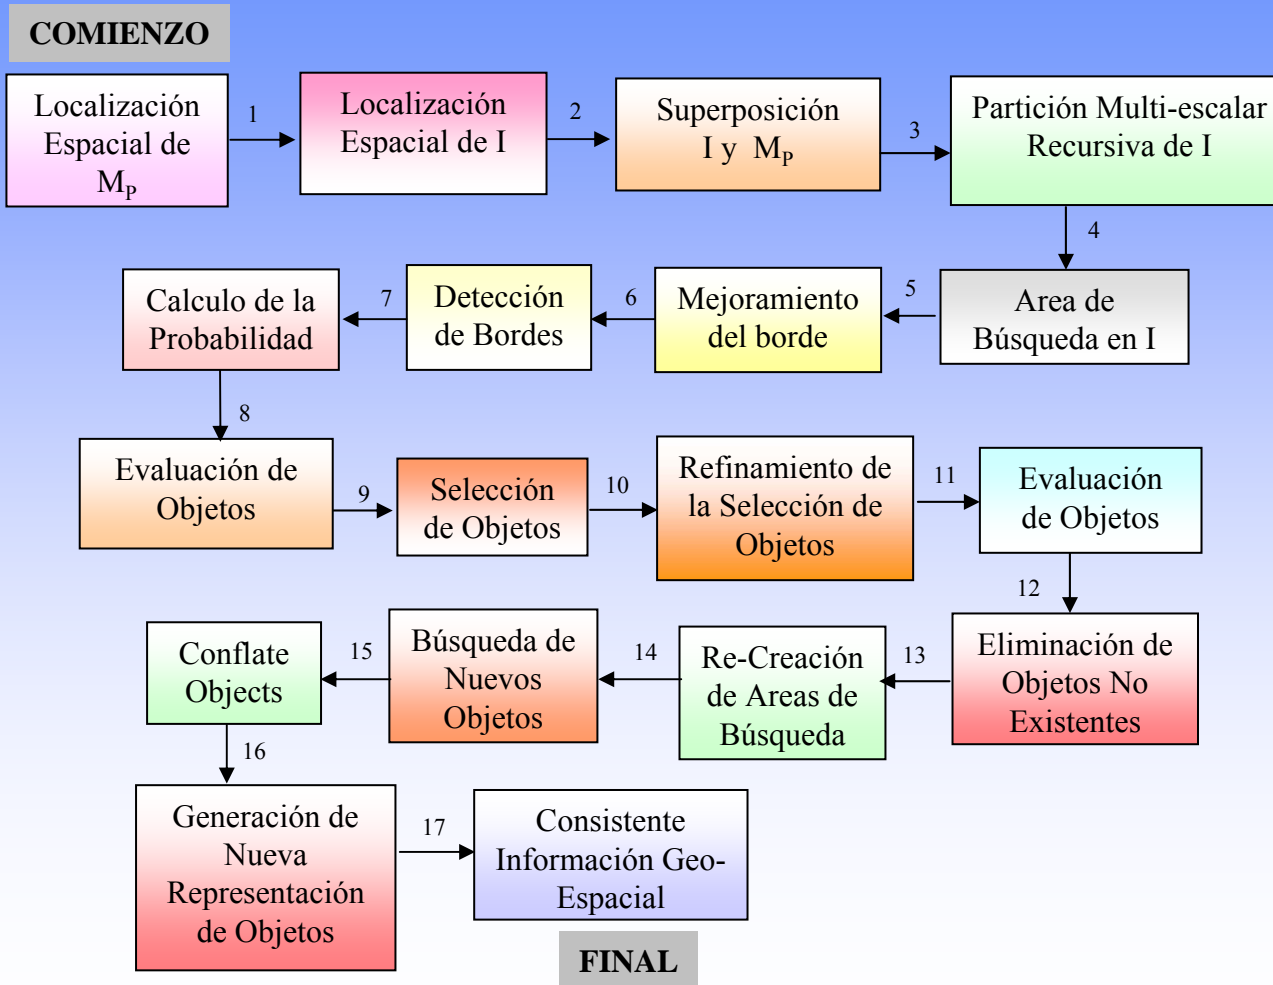 COMIENZO
Localización
Espacial de
M_P
1
Localización
Espacial de I
2
Superposición
I y M_P
3
Partición Multi-escalar
Recursiva de I
4
Area de
Búsqueda en I
5
Mejoramiento
del borde
6
Detección
de Bordes
7
Calculo de la
Probabilidad
8
Evaluación de
Objetos
9
Selección
de Objetos
10
Refinamiento de
la Selección de
Objetos
11
Evaluación
de Objetos
12
Eliminación de
Objetos No
Existentes
13
Re-Creación
de Areas de
Búsqueda
14
Búsqueda de
Nuevos
Objetos
15
Conflate
Objects
16
Generación de
Nueva
Representación
de Objetos
17
Consistente
Información Geo-
Espacial
FINAL